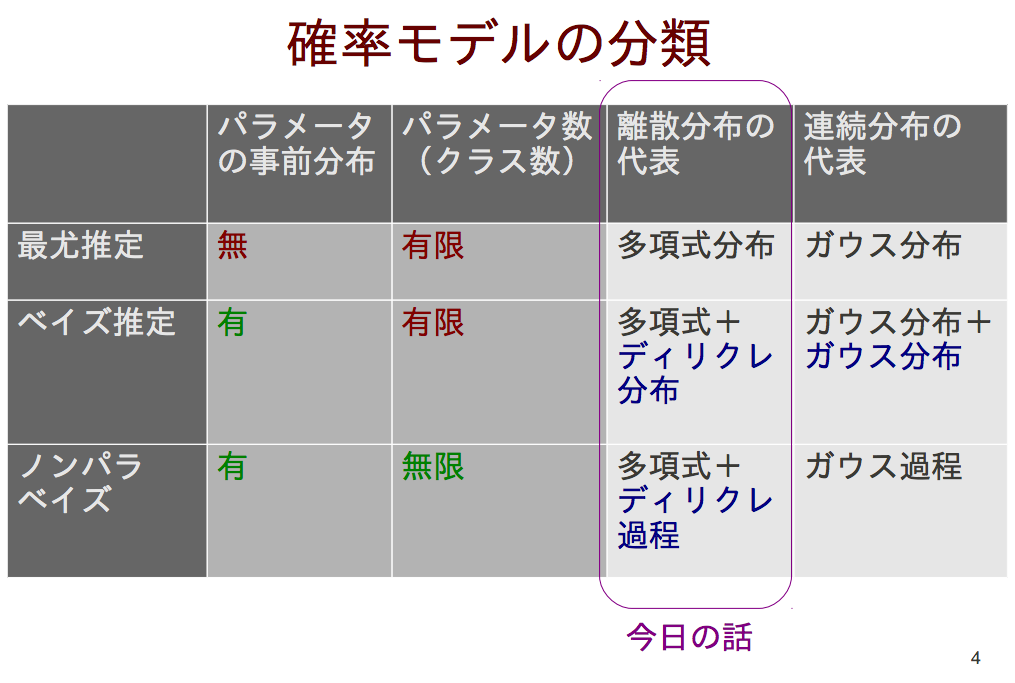 確率モデルの分類
パラメータ
の事前分布
パラメータ数
（クラス数）
離散分布の
代表
連続分布の
代表
最尤推定
無
有限
多項式分布
ガウス分布
ベイズ推定
有
有限
多項式＋
ディリクレ
分布
ガウス分布＋
ガウス分布
ノンパラ
ベイズ
有
無限
多項式＋
ディリクレ
過程
ガウス過程
今日の話
4